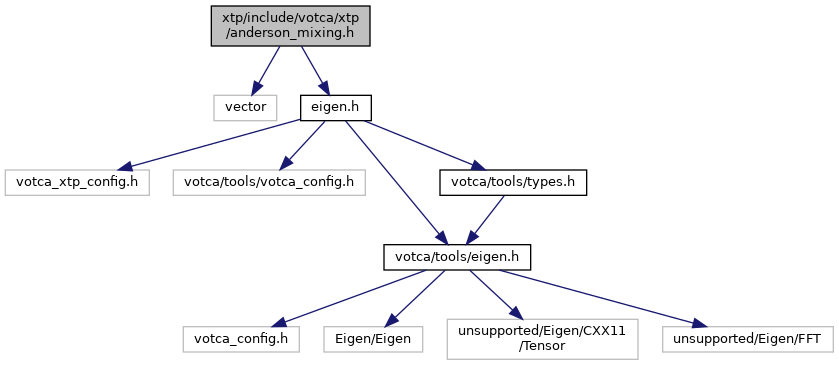 xtp/include/votca/xtp
/anderson_mixing.h
vector
eigen.h
votca_xtp_config.h
votca/tools/votca_config.h
votca/tools/types.h
votca/tools/eigen.h
votca_config.h
Eigen/Eigen
unsupported/Eigen/CXX11
/Tensor
unsupported/Eigen/FFT